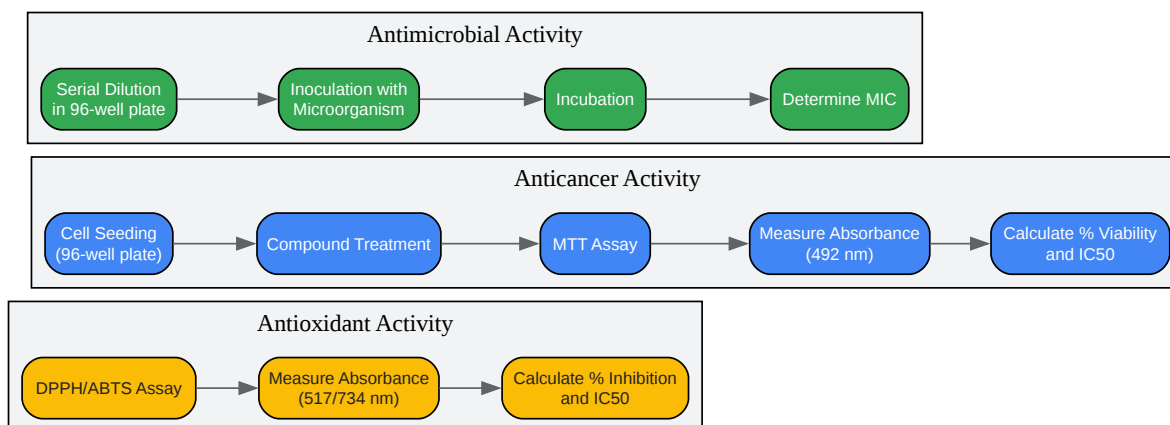 Antimicrobial Activity
Serial Dilution
in 96-well plate
Inoculation with
Microorganism
Incubation
Determine MIC
Anticancer Activity
Cell Seeding
(96-well plate)
Compound Treatment
MTT Assay
Measure Absorbance
(492 nm)
Calculate % Viability
and IC50
Antioxidant Activity
DPPH/ABTS Assay
Measure Absorbance
(517/734 nm)
Calculate % Inhibition
and IC50